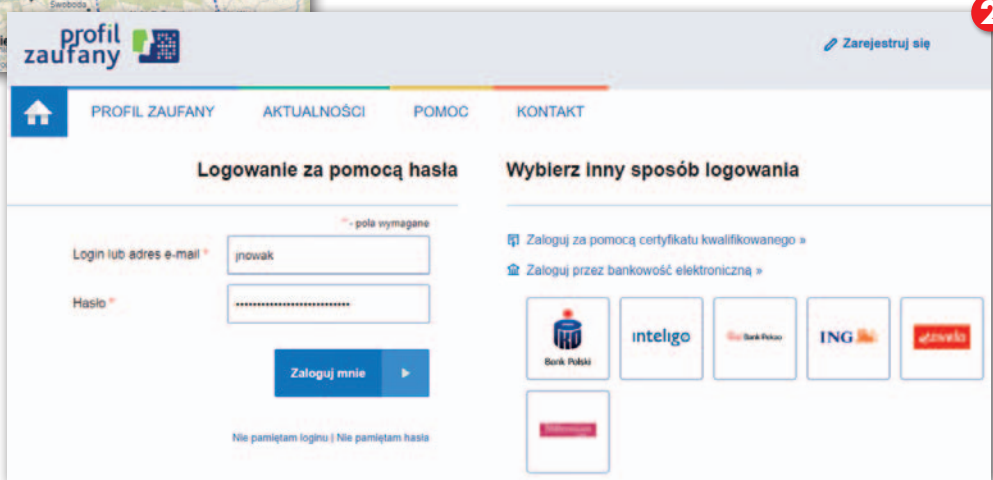 Swoboda
2
profil
zaufany
Zarejestruj się
PROFIL ZAUFANY AKTUALNOŚCI POMOC KONTAKT
Logowanie za pomocą hasła
* - pola wymagane
Login lub adres e-mail *
jnowak
Hasło *
Zaloguj mnie
Nie pamiętam loginu | Nie pamiętam hasła
Wybierz inny sposób logowania
Zaloguj za pomocą certyfikatu kwalifikowanego »
Zaloguj przez bankowość elektroniczną »
Bank Polski
inteligo
Bank Pekao
ING
envelo
Millennium